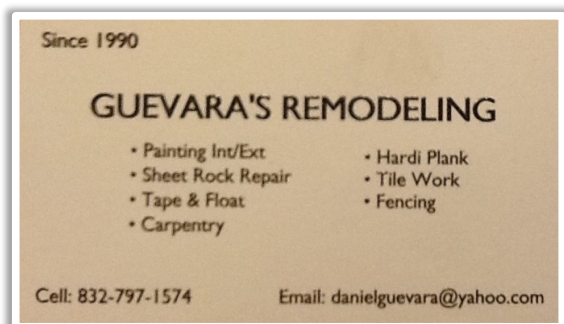 Since 1990
GUEVARA'S REMODELING
• Painting Int/Ext
• Sheet Rock Repair
• Tape & Float
• Carpentry
• Hardi Plank
• Tile Work
• Fencing
Cell: 832-797-1574
Email: danielguevara@yahoo.com